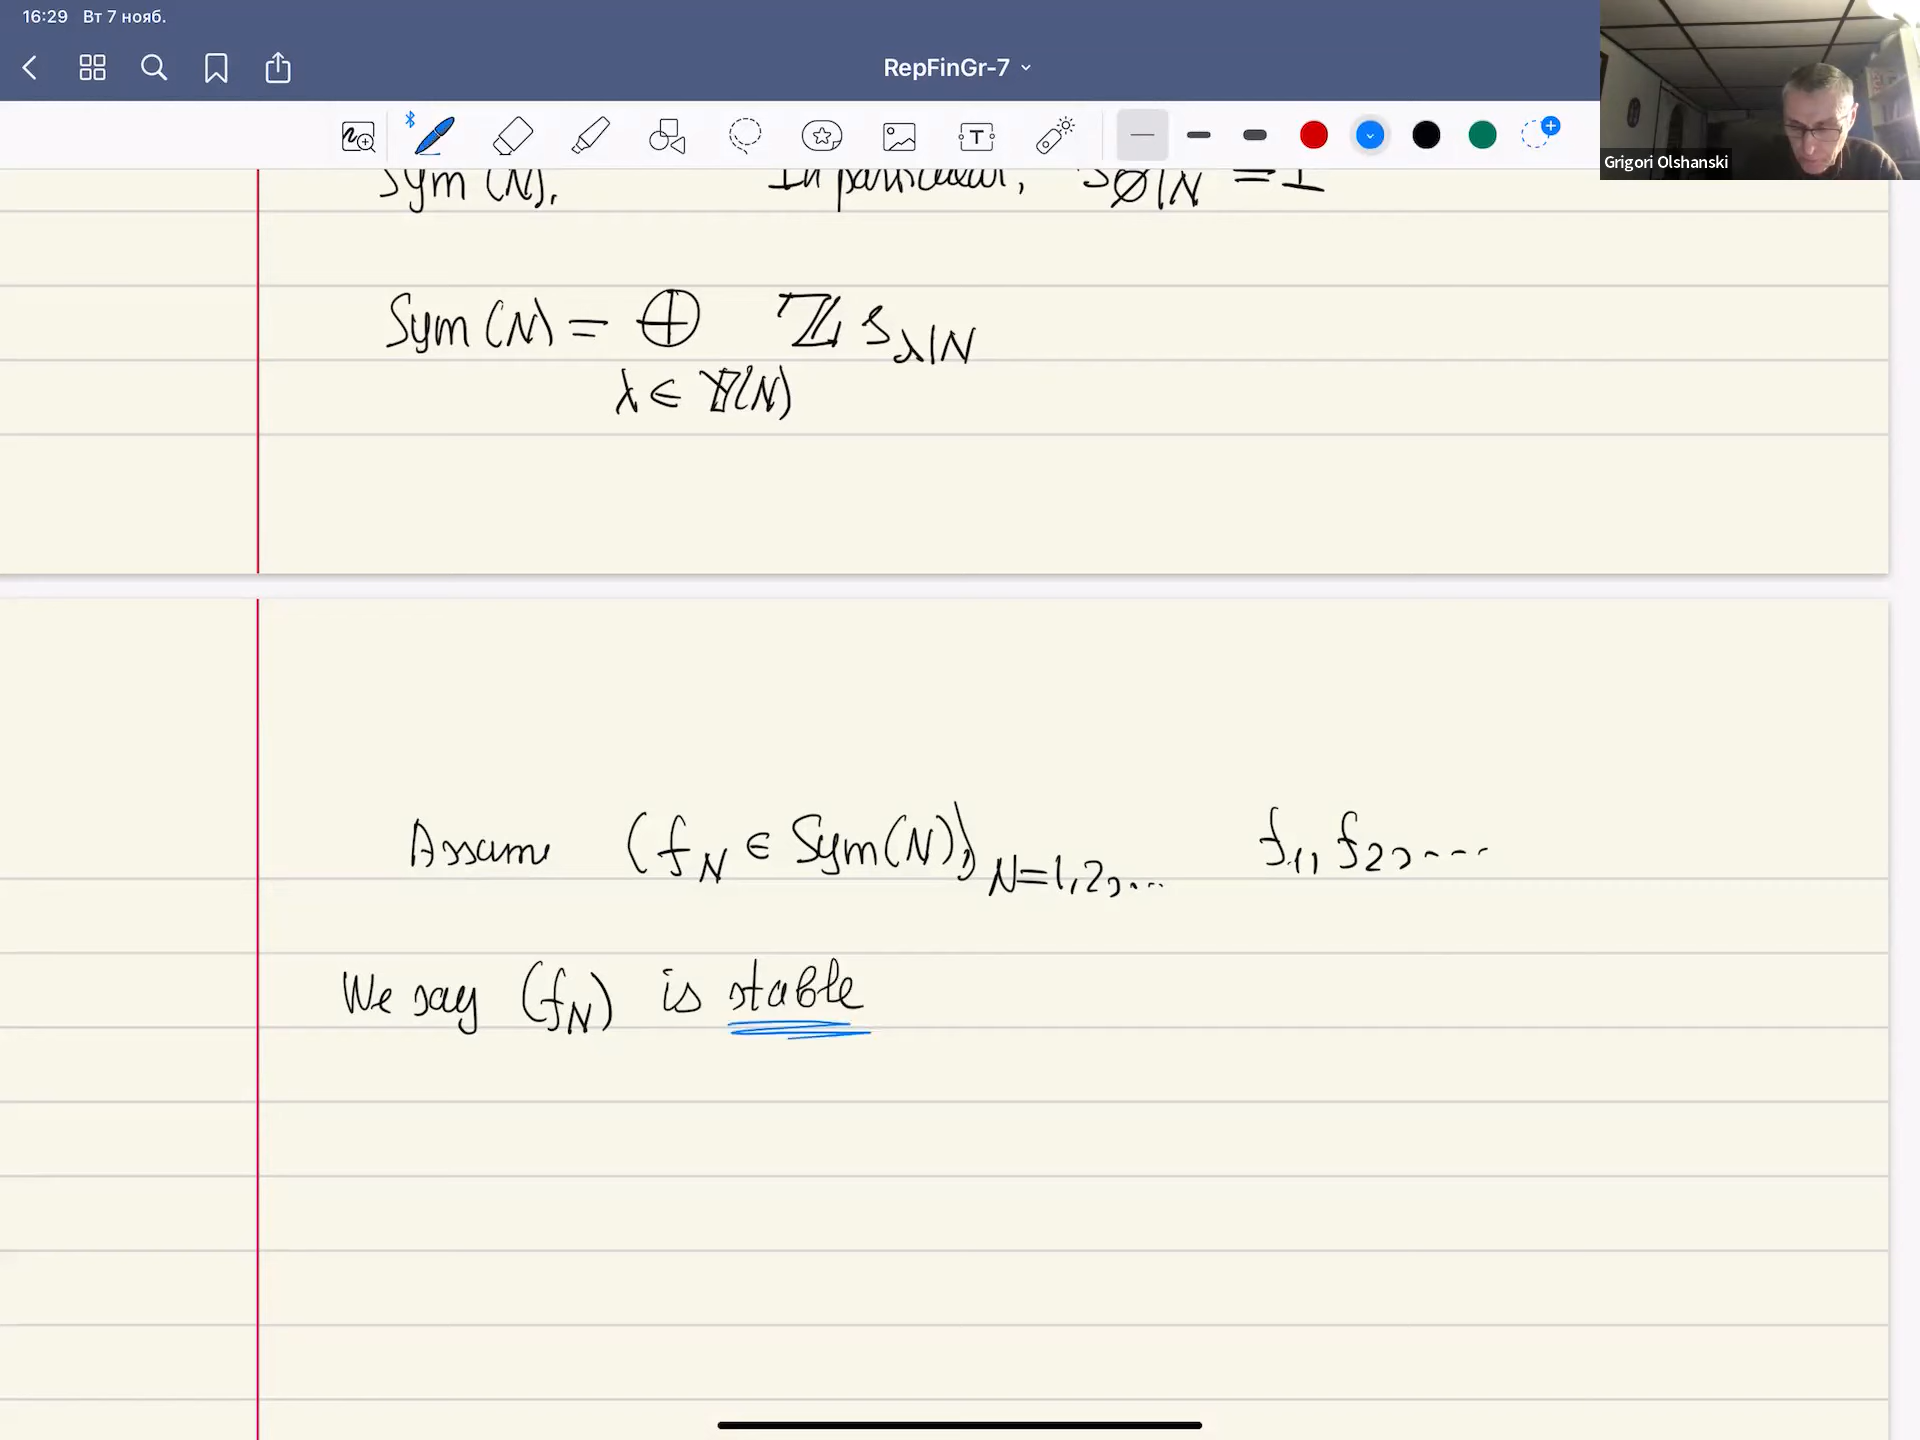 16:29 Вт 7 нояб.
RepFinGr-7
Grigori Olshanski
Sym (N). In particular, s∅|N = 1
Sym (N) = ⊕ ℤ s_λ|N
λ ∈ 𝕐(N)
Assume (f_N ∈ Sym(N))_N=1,2,... f_1, f_2, ...
We say (f_N) is stable